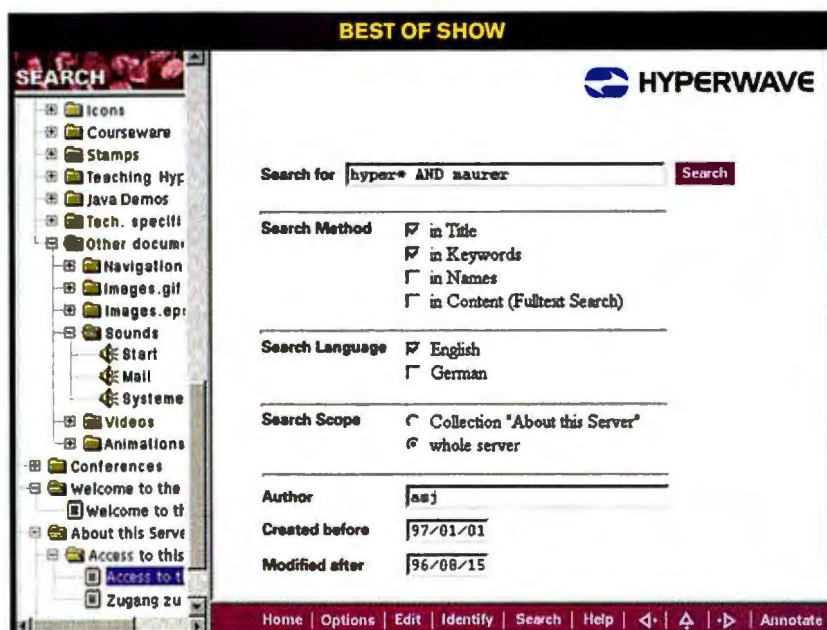 BEST OF SHOW
SEARCH
Icons
Courseware
Stamps
Teaching Hyp
Java Demos
Tech. specifi
Other docum
Navigation
Images.gif
Images.eps
Sounds
Start
Mail
Systeme
Videos
Animations
Conferences
Welcome to the
Welcome to th
About this Serve
Access to this
Access to t
Zugang zu
HYPERWAVE
Search for hyper* AND maurer Search
Search Method in Title
in Keywords
in Names
in Content (Fulltext Search)
Search Language English
German
Search Scope Collection "About this Server"
whole server
Author asj
Created before 97/01/01
Modified after 96/08/15
Home | Options | Edit | Identify | Search | Help | Annotate